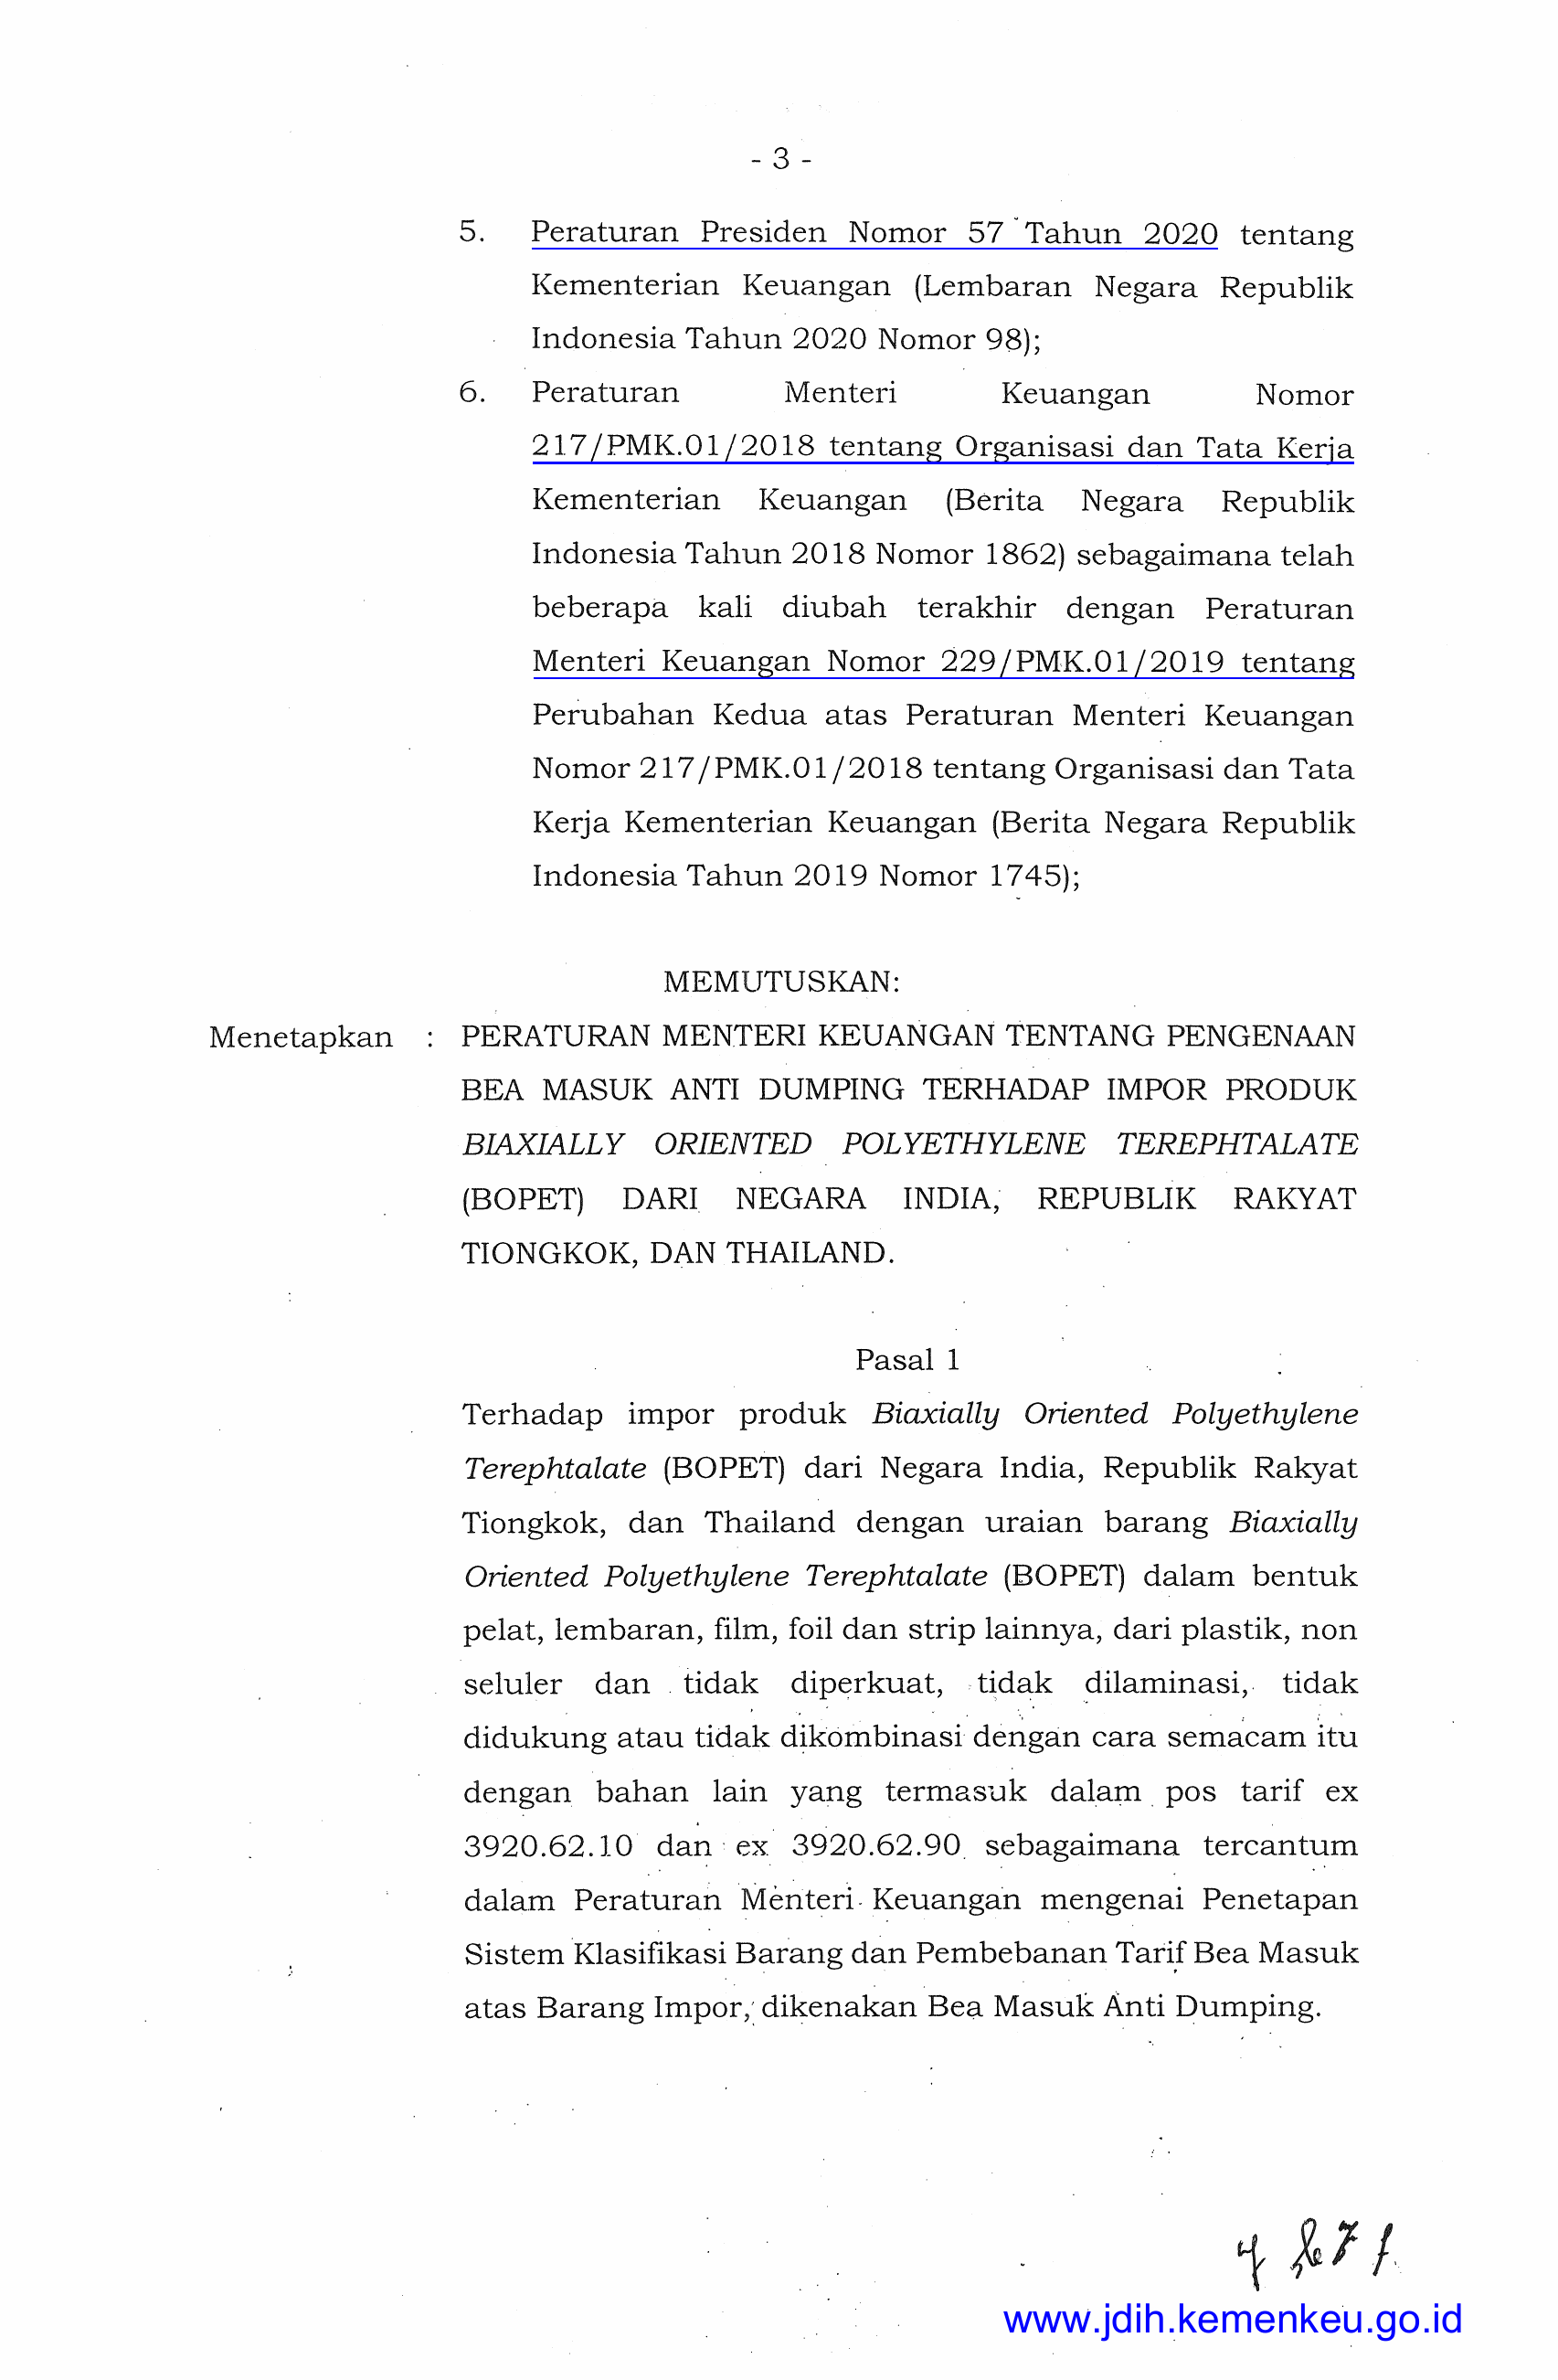 - 3 -
5. Peraturan Presiden Nomor 57 Tahun 2020 tentang
Kementerian Keuangan (Lembaran Negara Republik
Indonesia Tahun 2020 Nomor 98);
6. Peraturan Menteri Keuangan Nomor
217/PMK.01/2018 tentang Organisasi dan Tata Kerja
Kementerian Keuangan (Berita Negara Republik
Indonesia Tahun 2018 Nomor 1862) sebagaimana telah
beberapa kali diubah terakhir dengan Peraturan
Menteri Keuangan Nomor 229/PMK.01/2019 tentang
Perubahan Kedua atas Peraturan Menteri Keuangan
Nomor 217/PMK.01/2018 tentang Organisasi dan Tata
Kerja Kementerian Keuangan (Berita Negara Republik
Indonesia Tahun 2019 Nomor 1745);
MEMUTUSKAN:
Menetapkan : PERATURAN MENTERI KEUANGAN TENTANG PENGENAAN
BEA MASUK ANTI DUMPING TERHADAP IMPOR PRODUK
BIAXIALLY ORIENTED POLYETHYLENE TEREPHTALATE
(BOPET) DARI NEGARA INDIA, REPUBLIK RAKYAT
TIONGKOK, DAN THAILAND.
Pasal 1
Terhadap impor produk Biaxially Oriented Polyethylene
Terephtalate (BOPET) dari Negara India, Republik Rakyat
Tiongkok, dan Thailand dengan uraian barang Biaxially
Oriented Polyethylene Terephtalate (BOPET) dalam bentuk
pelat, lembaran, film, foil dan strip lainnya, dari plastik, non
seluler dan tidak diperkuat, tidak dilaminasi, tidak
didukung atau tidak dikombinasi dengan cara semacam itu
dengan bahan lain yang termasuk dalam pos tarif ex
3920.62.10 dan ex 3920.62.90 sebagaimana tercantum
dalam Peraturan Menteri Keuangan mengenai Penetapan
Sistem Klasifikasi Barang dan Pembebanan Tarif Bea Masuk
atas Barang Impor, dikenakan Bea Masuk Anti Dumping.
www.jdih.kemenkeu.go.id